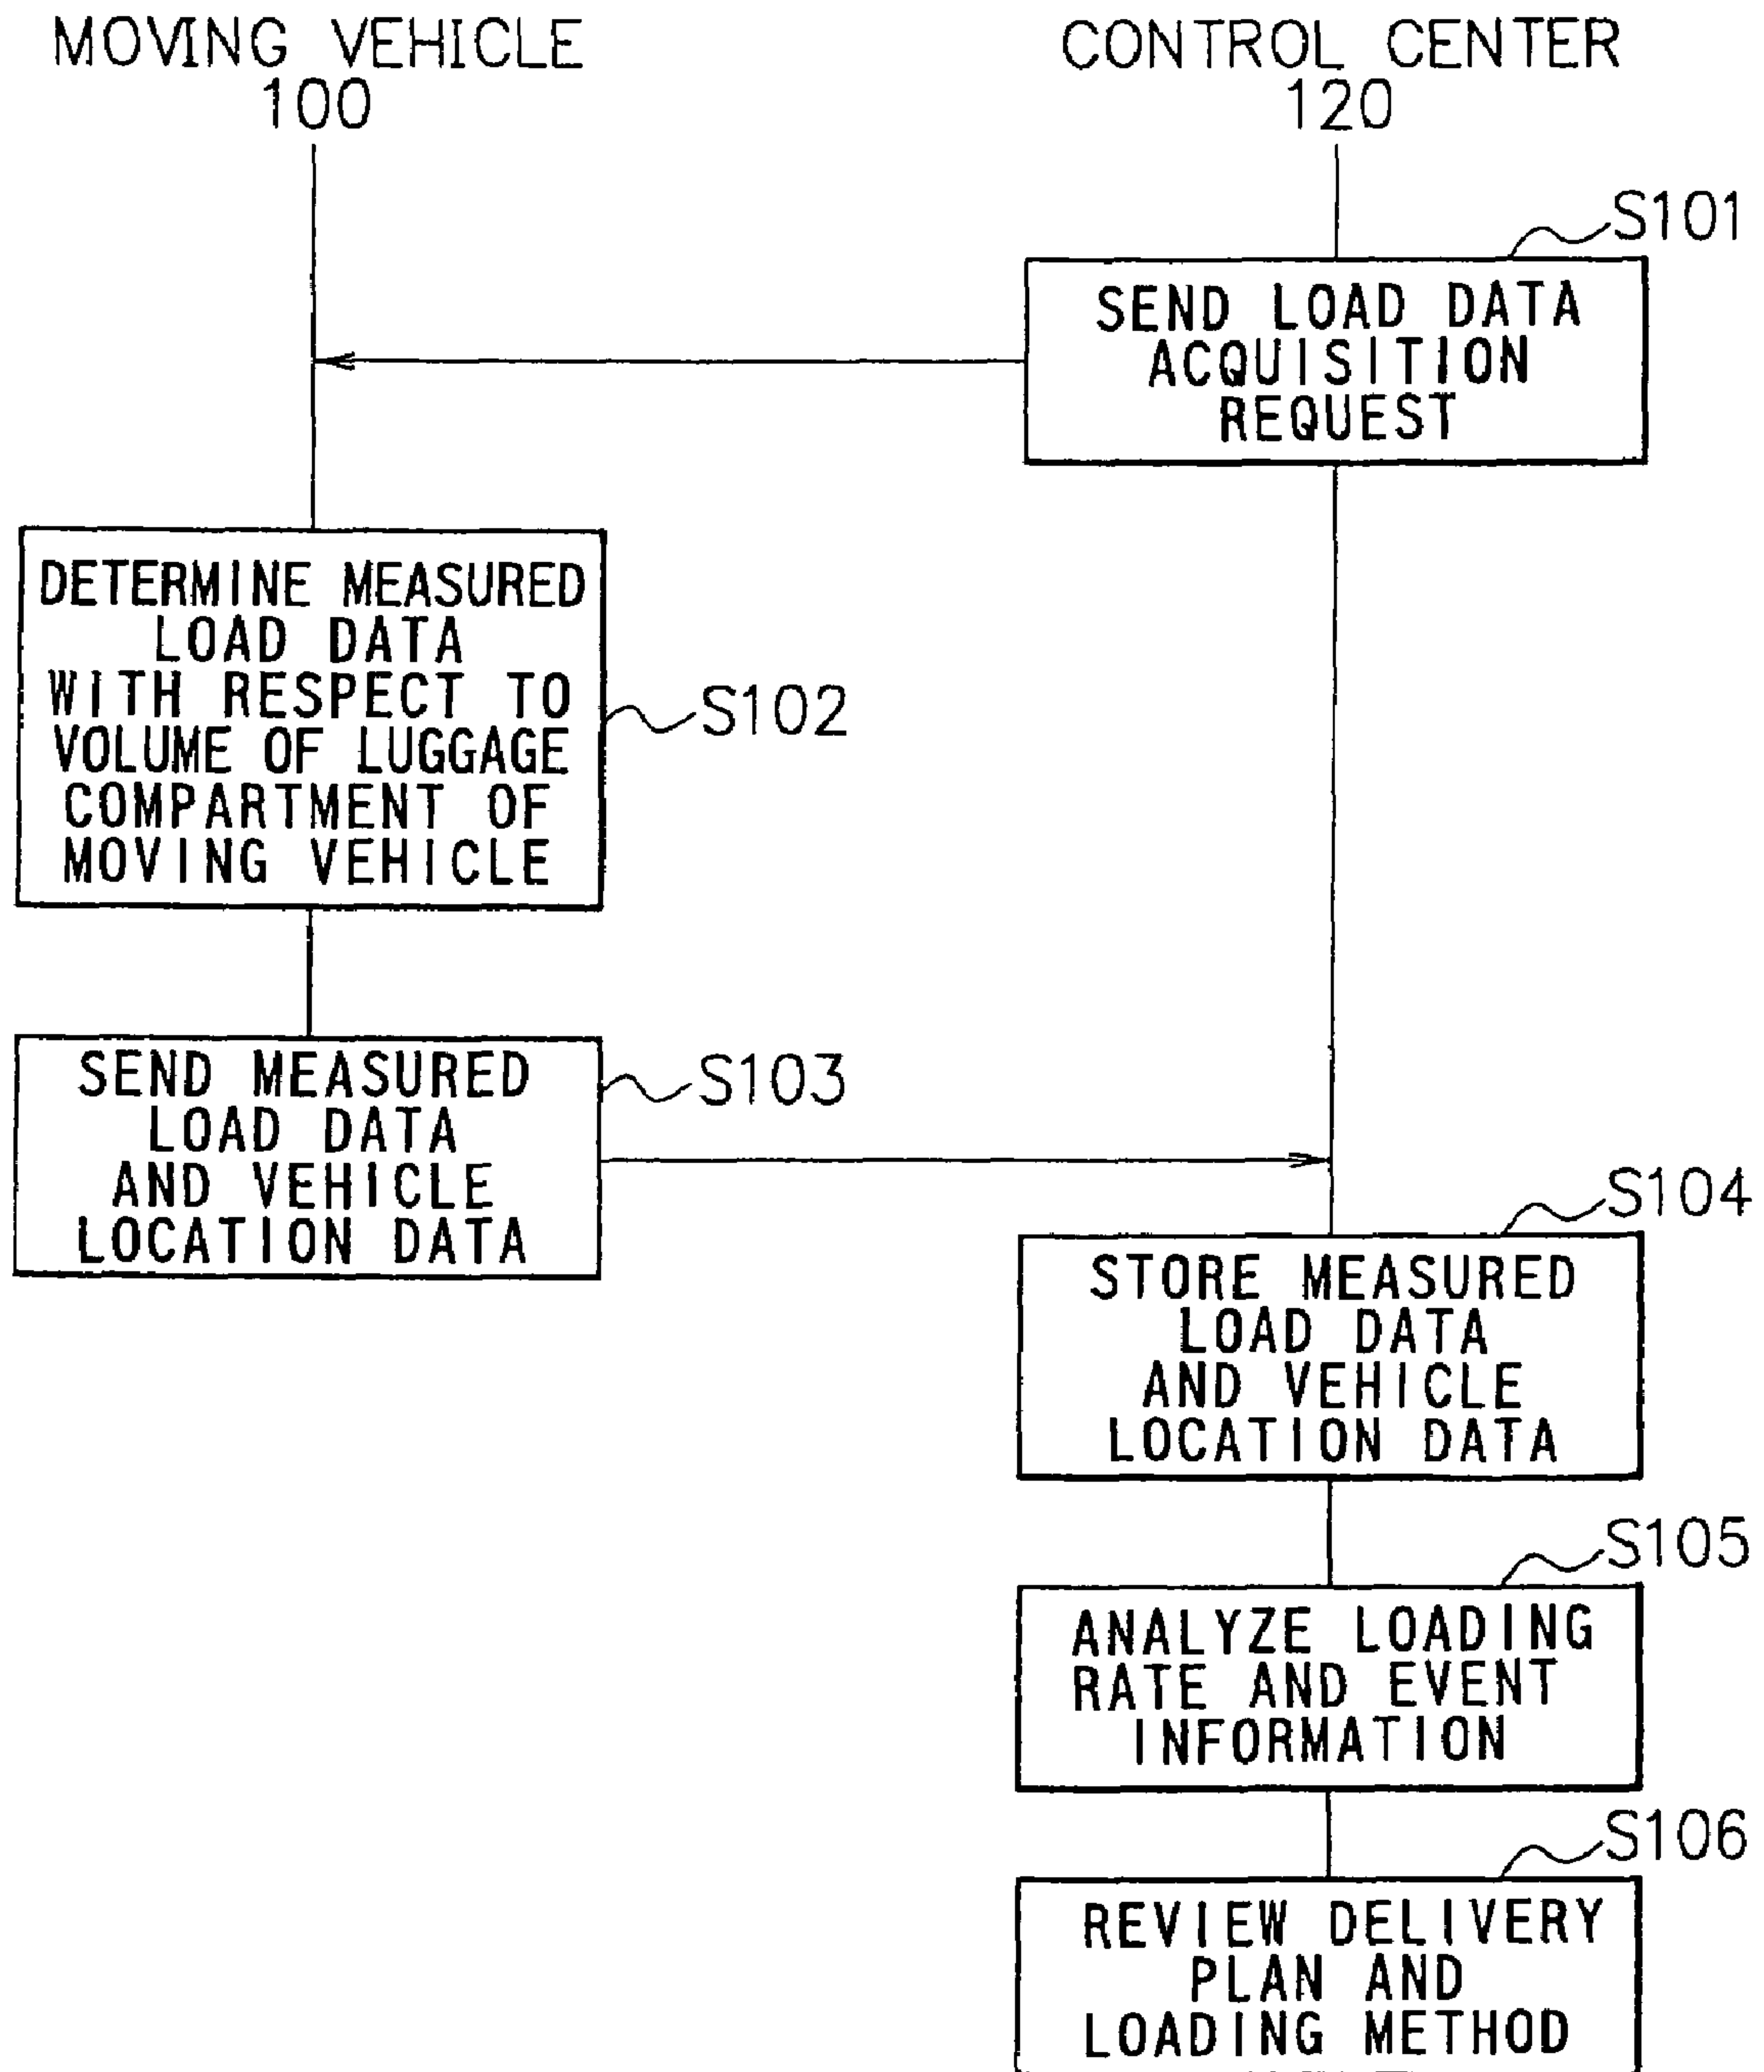 MOVING VEHICLE
100
CONTROL CENTER
120
S101
SEND LOAD DATA
ACQUISITION
REQUEST
DETERMINE MEASURED
LOAD DATA
WITH RESPECT TO
VOLUME OF LUGGAGE
COMPARTMENT OF
MOVING VEHICLE
S102
SEND MEASURED
LOAD DATA
AND VEHICLE
LOCATION DATA
S103
S104
STORE MEASURED
LOAD DATA
AND VEHICLE
LOCATION DATA
S105
ANALYZE LOADING
RATE AND EVENT
INFORMATION
S106
REVIEW DELIVERY
PLAN AND
LOADING METHOD